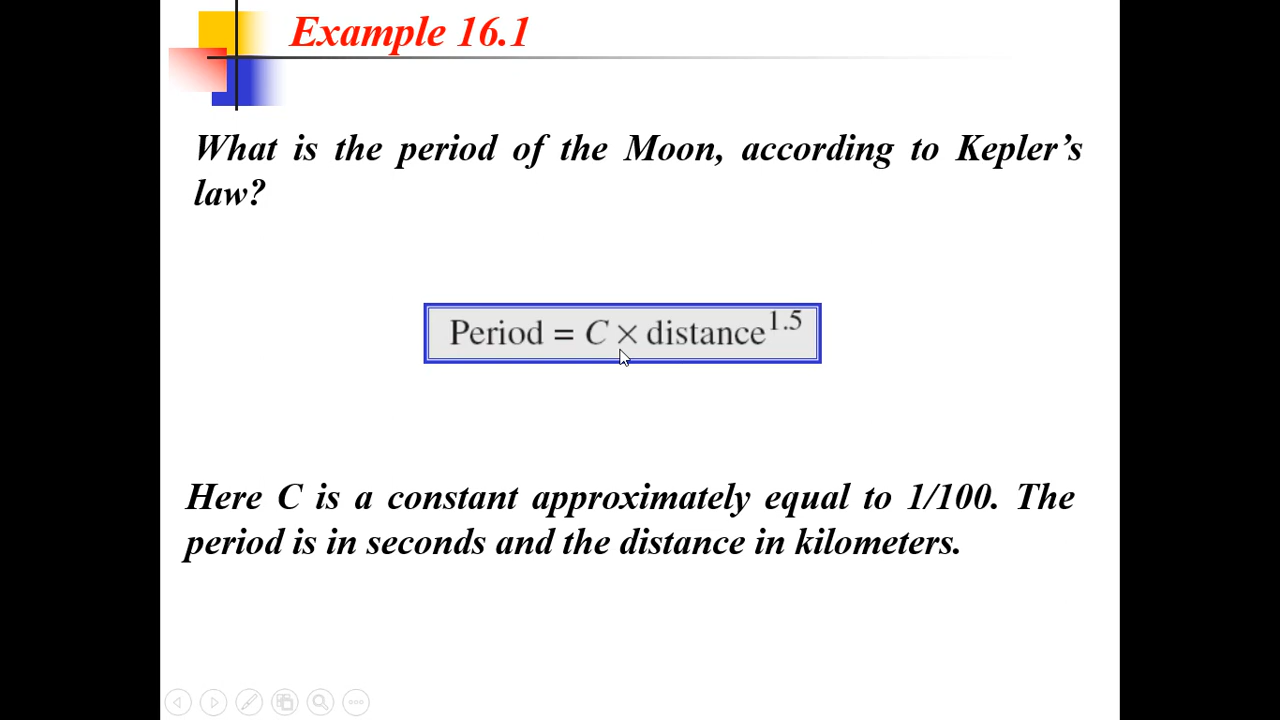 Example 16.1
What is the period of the Moon, according to Kepler’s
law?
Period = C × distance^1.5
Here C is a constant approximately equal to 1/100. The
period is in seconds and the distance in kilometers.